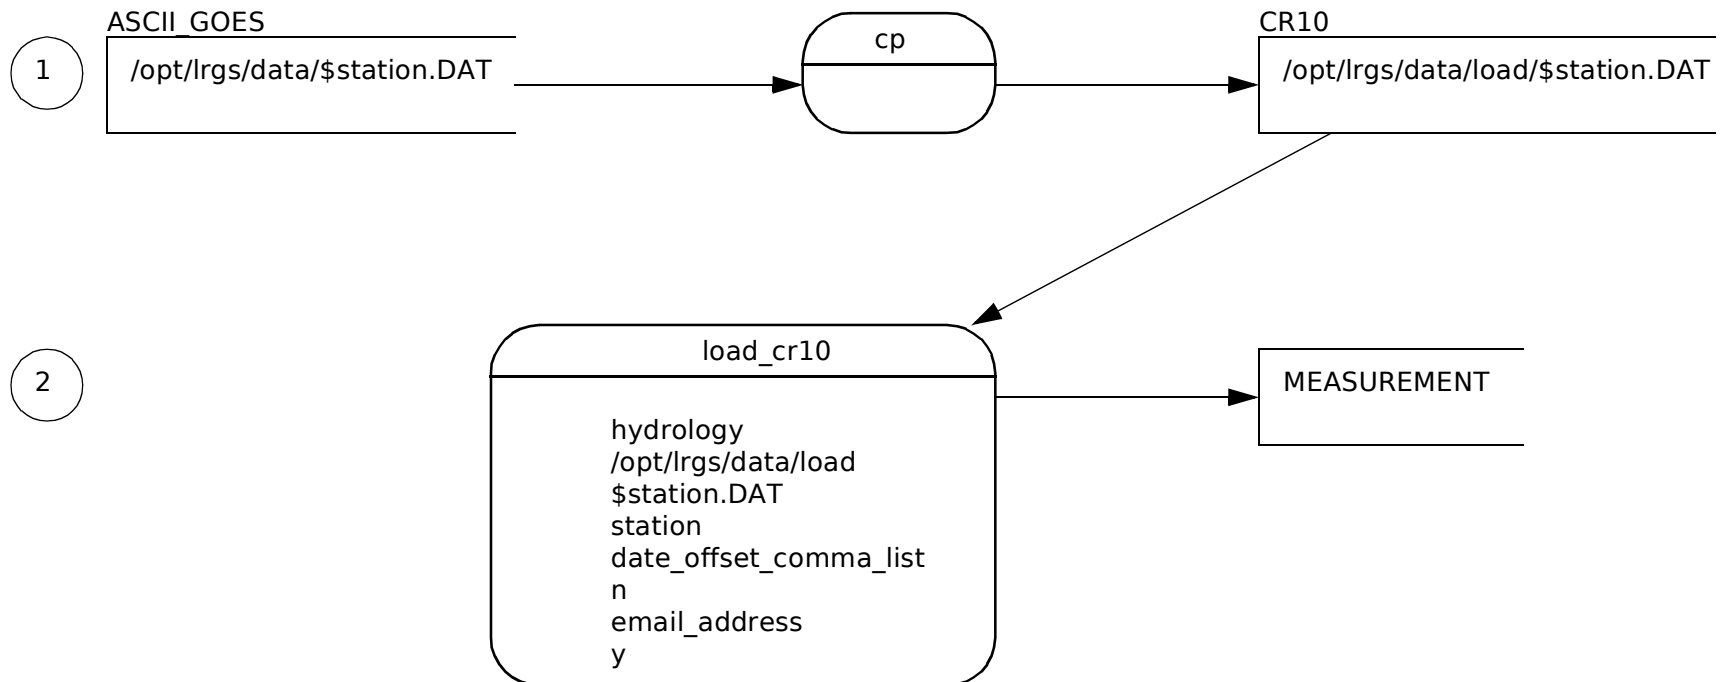 ASCII_GOES
CR10
1
/opt/lrgs/data/$station.DAT
cp
/opt/lrgs/data/load/$station.DAT
2
load_cr10
MEASUREMENT
hydrology
/opt/lrgs/data/load
$station.DAT
station
date_offset_comma_list
n
email_address
y